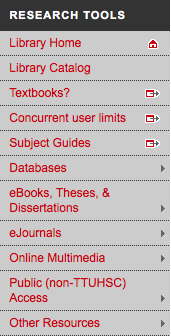 RESEARCH TOOLS
Library Home
Library Catalog
Textbooks?
Concurrent user limits
Subject Guides
Databases
eBooks, Theses, &
Dissertations
eJournals
Online Multimedia
Public (non-TTUHSC)
Access
Other Resources